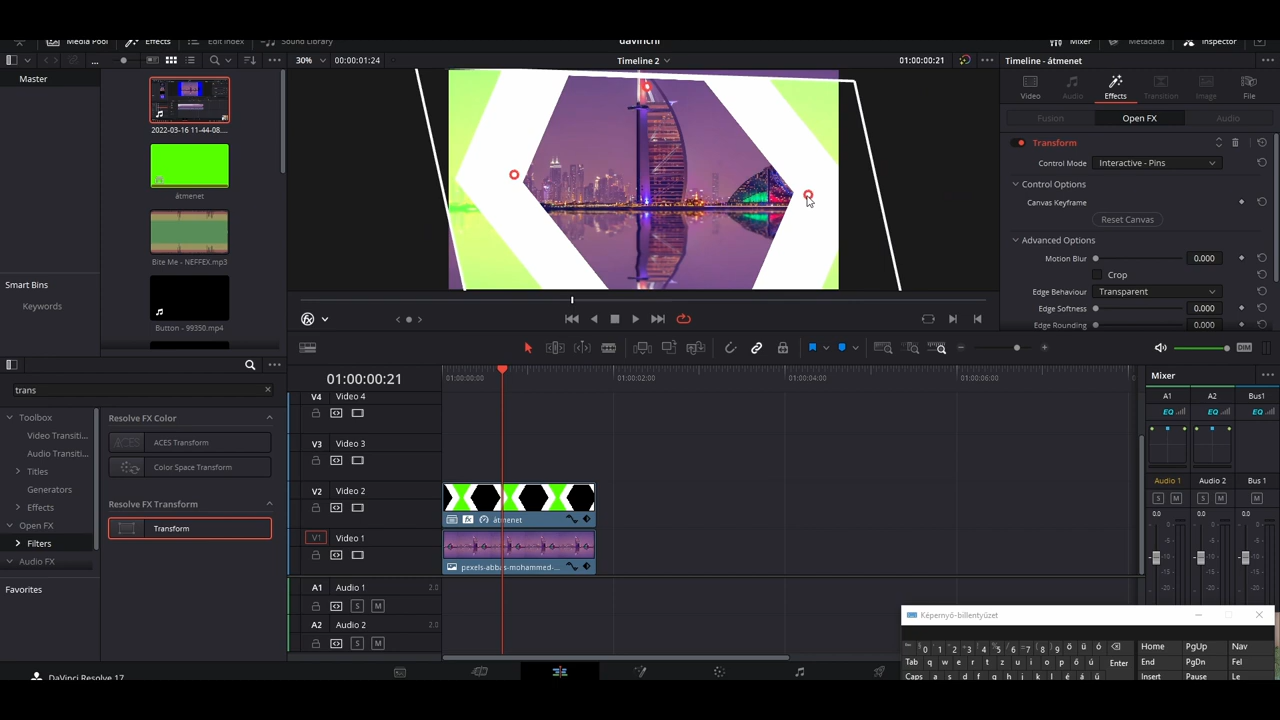 davinchi
Media Pool
Effects
Edit Index
Sound Library
Mixer
Metadata
Inspector
...
30%
00:00:01:24
Timeline 2
01:00:00:21
Timeline - átmenet
Master
2022-03-16 11-44-08....
átmenet
Bite Me - NEFFEX.mp3
Button - 99350.mp4
Smart Bins
Keywords
Video
Audio
Effects
Transition
Image
File
Fusion
Open FX
Audio
Transform
Control Mode
Interactive - Pins
Control Options
Canvas Keyframe
Reset Canvas
Advanced Options
Motion Blur
0.000
Crop
Edge Behaviour
Transparent
Edge Softness
0.000
Edge Rounding
0.000
DIM
trans
Toolbox
Video Transiti...
Audio Transiti...
Titles
Generators
Effects
Open FX
Filters
Audio FX
Favorites
Resolve FX Color
ACES
ACES Transform
Color Space Transform
Resolve FX Transform
Transform
01:00:00:21
01:00:00:00
01:00:02:00
01:00:04:00
01:00:06:00
V4 Video 4
V3 Video 3
V2 Video 2
átmenet
V1 Video 1
pexels-abbas-mohammed-...
A1 Audio 1 2.0
S M
A2 Audio 2 2.0
S M
Mixer
A1 A2 Bus1
EQ EQ EQ
Audio 1 Audio 2 Bus 1
S M S M M
0.0 0.0 0.0
Képernyő-billentyűzet
0 1 2 3 4 5 6 7 8 9 ö ü ó
Home PgUp Nav
Tab q w e r t z u i o p ő ú Enter
End PgDn Fel
Caps
Insert Pause Le
DaVinci Resolve 17